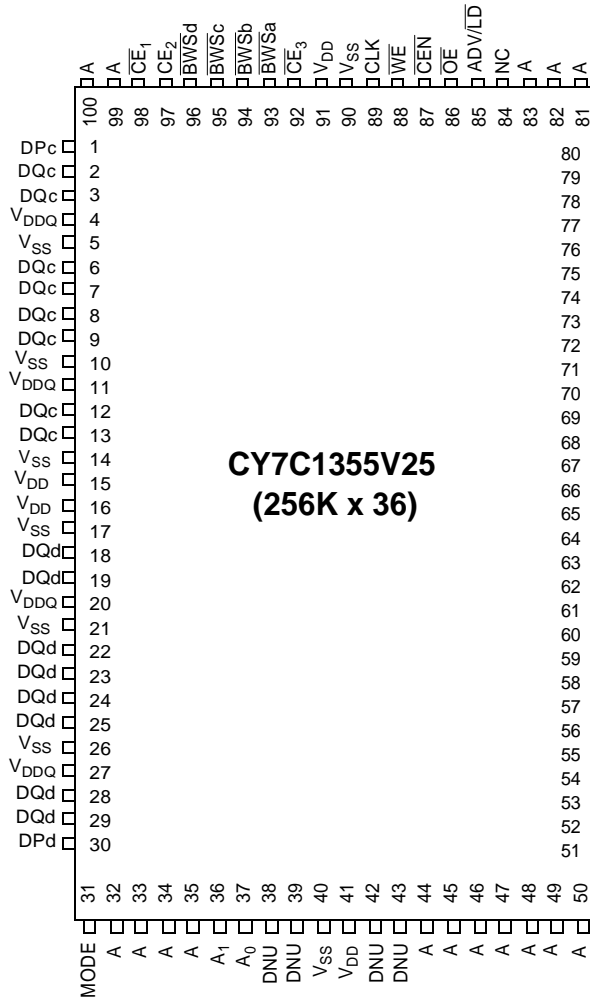 A
A
CE1
CE2
BWSd
BWSc
BWSb
BWSa
CE3
VDD
VSS
CLK
WE
CEN
OE
ADV/LD
NC
A
A
A
100
99
98
97
96
95
94
93
92
91
90
89
88
87
86
85
84
83
82
81
DPc 1
DQc 2
DQc 3
VDDQ 4
VSS 5
DQc 6
DQc 7
DQc 8
DQc 9
VSS 10
VDDQ 11
DQc 12
DQc 13
VSS 14
VDD 15
VDD 16
VSS 17
DQd 18
DQd 19
VDDQ 20
VSS 21
DQd 22
DQd 23
DQd 24
DQd 25
VSS 26
VDDQ 27
DQd 28
DQd 29
DPd 30
CY7C1355V25
(256K x 36)
80
79
78
77
76
75
74
73
72
71
70
69
68
67
66
65
64
63
62
61
60
59
58
57
56
55
54
53
52
51
31
32
33
34
35
36
37
38
39
40
41
42
43
44
45
46
47
48
49
50
MODE
A
A
A
A
A1
A0
DNU
DNU
VSS
VDD
DNU
DNU
A
A
A
A
A
A
A